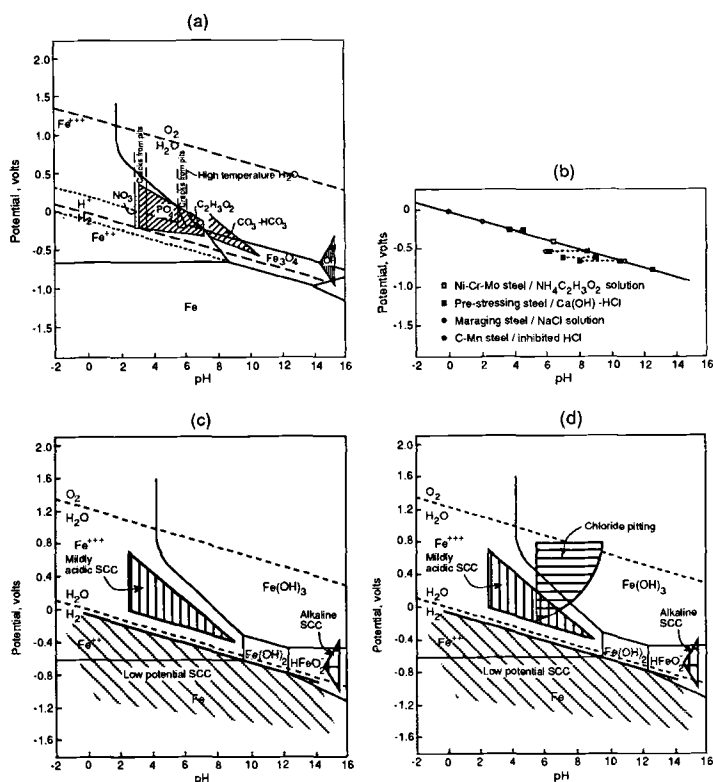 (a)
Potential, volts
2.0
1.5
1.0
0.5
0
-0.5
-1.0
-1.5
Fe+++
O2
H2O
Cracks from pits
Cracks from pits
High temperature H2O
NO3
PO4
C2H3O2
CO3-HCO3
H+
H2
Fe++
Fe3O4
OH
Fe
-2 0 2 4 6 8 10 12 14 16
pH
(b)
Potential, volts
0
-0.5
-1.0
-1.5
Ni-Cr-Mo steel / NH4C2H3O2 solution
Pre-stressing steel / Ca(OH) -HCl
Maraging steel / NaCl solution
C-Mn steel / inhibited HCl
-2 0 2 4 6 8 10 12 14 16
pH
(c)
Potential, volts
2.0
1.6
1.2
0.8
0.4
0
-0.4
-0.8
-1.2
-1.8
O2
H2O
Fe+++
Mildly
acidic SCC
Fe(OH)3
H2O
H2
Alkaline
SCC
Fe++
Fe(OH)2
HFeO2-
Low potential SCC
Fe
-2 0 2 4 6 8 10 12 14 16
pH
(d)
Potential, volts
2.0
1.6
1.2
0.8
0.4
0
-0.4
-0.8
-1.2
-1.8
O2
H2O
Chloride pitting
Fe+++
Mildly
acidic SCC
Fe(OH)3
H2O
H2
Alkaline
SCC
Fe++
Fe(OH)2
HFeO2-
Low potential SCC
Fe
-2 0 2 4 6 8 10 12 14 16
pH